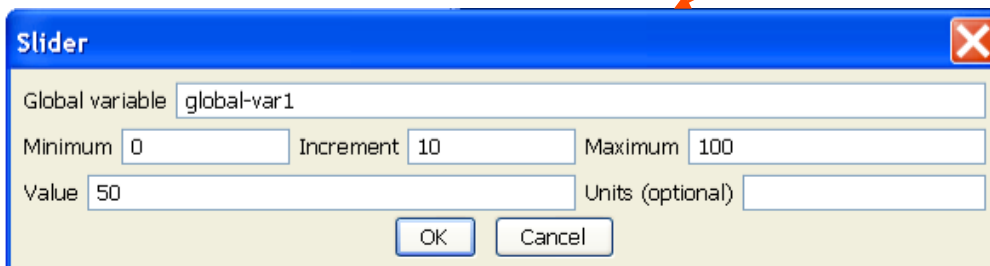 Slider
Global variable global-var1
Minimum 0 Increment 10 Maximum 100
Value 50 Units (optional)
OK Cancel